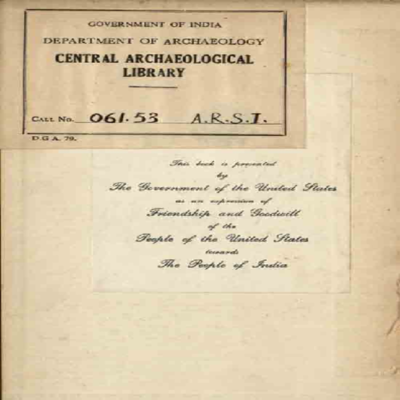 GOVERNMENT OF INDIA
DEPARTMENT OF ARCHAEOLOGY
CENTRAL ARCHAEOLOGICAL
LIBRARY
CALL No. 061.53 A.R.S.I.
D.G.A. 79.
This book is presented
by
The Government of the United States
as an expression of
Friendship and Goodwill
of the
People of the United States
towards
The People of India